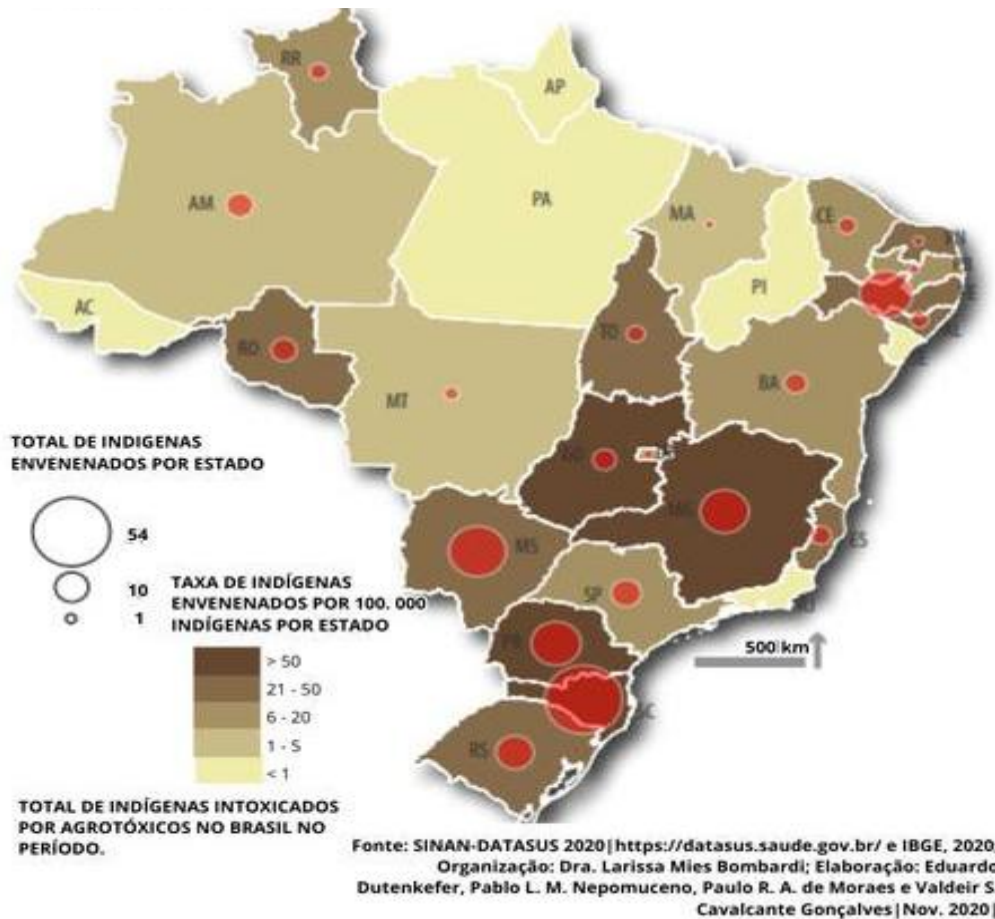 RR
AP
AM
PA
MA
CE
AC
PI
RO
TO
MT
BA
MS
ES
SP
RS
SC
TOTAL DE INDIGENAS
ENVENENADOS POR ESTADO
54
10
1
TAXA DE INDÍGENAS
ENVENENADOS POR 100. 000
INDÍGENAS POR ESTADO
> 50
21 - 50
6 - 20
1 - 5
< 1
500 km
TOTAL DE INDÍGENAS INTOXICADOS
POR AGROTÓXICOS NO BRASIL NO
PERÍODO.
Fonte: SINAN-DATASUS 2020|https://datasus.saude.gov.br/ e IBGE, 2020
Organização: Dra. Larissa Mies Bombardi; Elaboração: Eduardo
Dutenkefer, Pablo L. M. Nepomuceno, Paulo R. A. de Moraes e Valdeir S
Cavalcante Gonçalves|Nov. 2020|